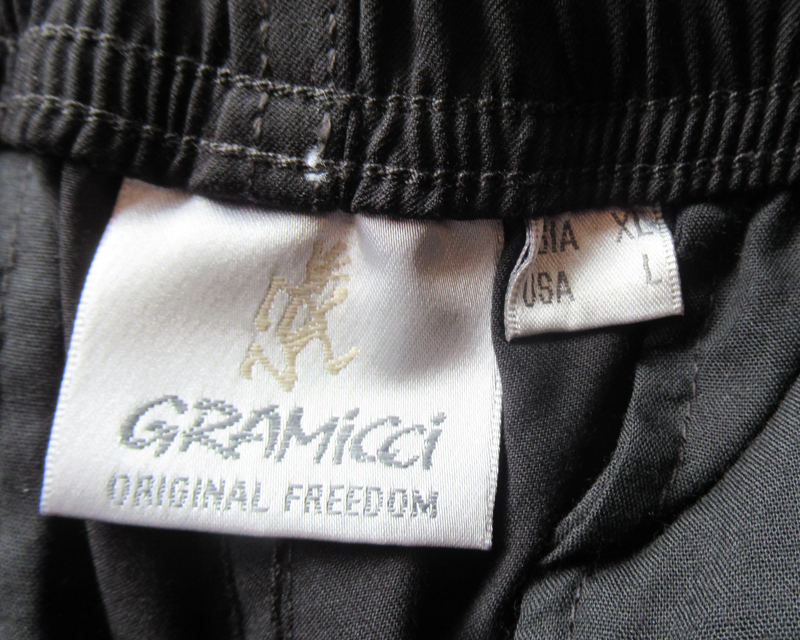 GRAMicci
ORIGINAL FREEDOM
XL
USA L